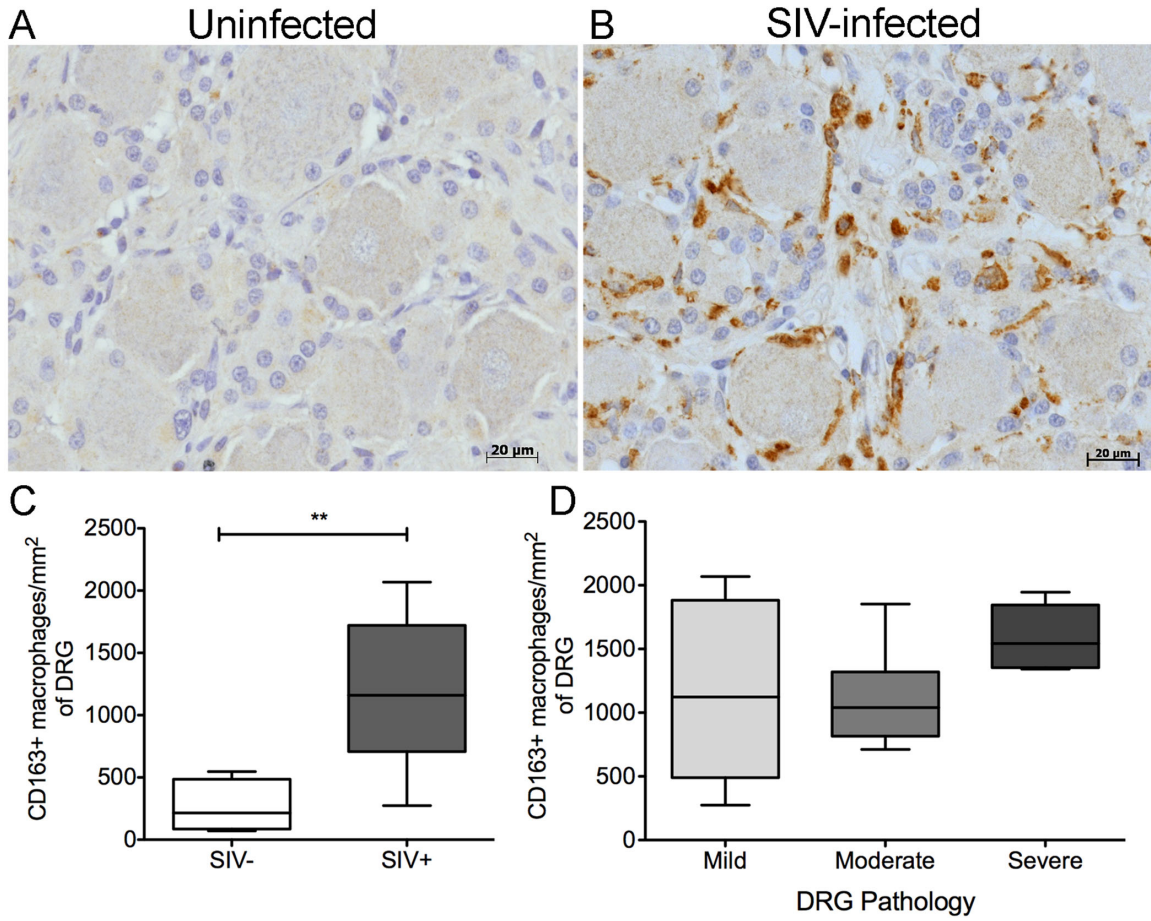 A Uninfected
B SIV-infected
20 µm
20 µm
C
CD163+ macrophages/mm²
of DRG
2500
2000
1500
1000
500
0
**
SIV- SIV+
D
CD163+ macrophages/mm²
of DRG
2500
2000
1500
1000
500
0
Mild Moderate Severe
DRG Pathology